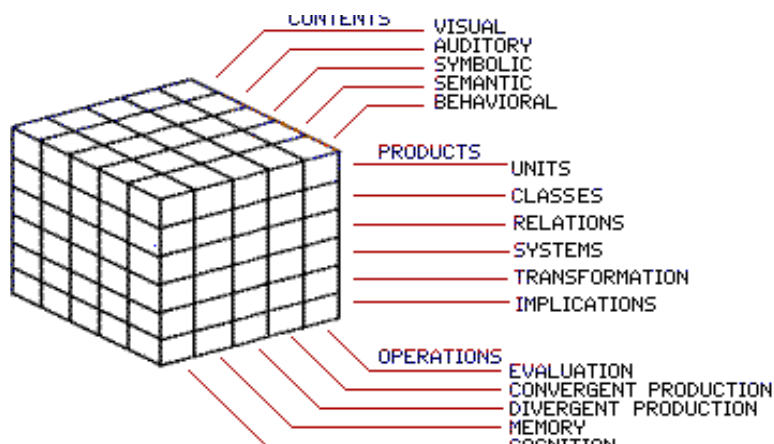 CONTENTS
VISUAL
AUDITORY
SYMBOLIC
SEMANTIC
BEHAVIORAL
PRODUCTS
UNITS
CLASSES
RELATIONS
SYSTEMS
TRANSFORMATION
IMPLICATIONS
OPERATIONS
EVALUATION
CONVERGENT PRODUCTION
DIVERGENT PRODUCTION
MEMORY
COGNITION